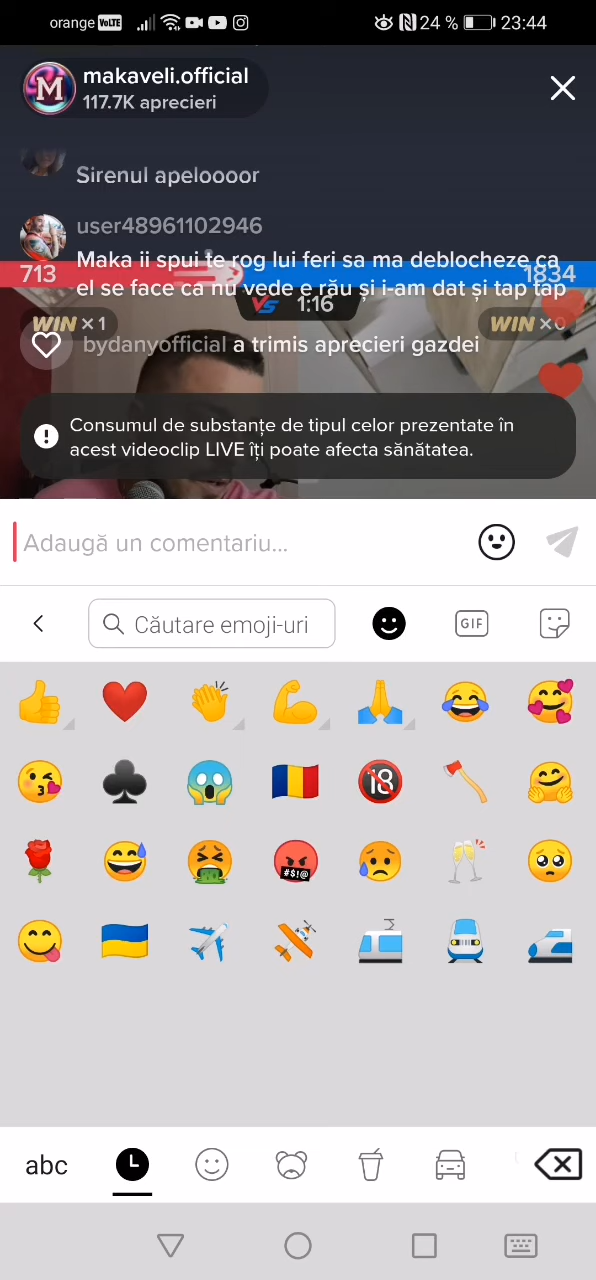 orange VoLTE
24 % 23:44
makaveli.official
117.7K aprecieri
Sirenul apeloooor
user48961102946
Maka ii spui te rog lui feri sa ma deblocheze ca
713
1834
el se face ca nu vede e rău și i-am dat și tap tap
VS 1:16
WIN ×1
WIN ×0
bydanyofficial a trimis aprecieri gazdei
Consumul de substanțe de tipul celor prezentate în
acest videoclip LIVE îți poate afecta sănătatea.
Adaugă un comentariu...
Căutare emoji-uri
GIF
18
#$!@
abc